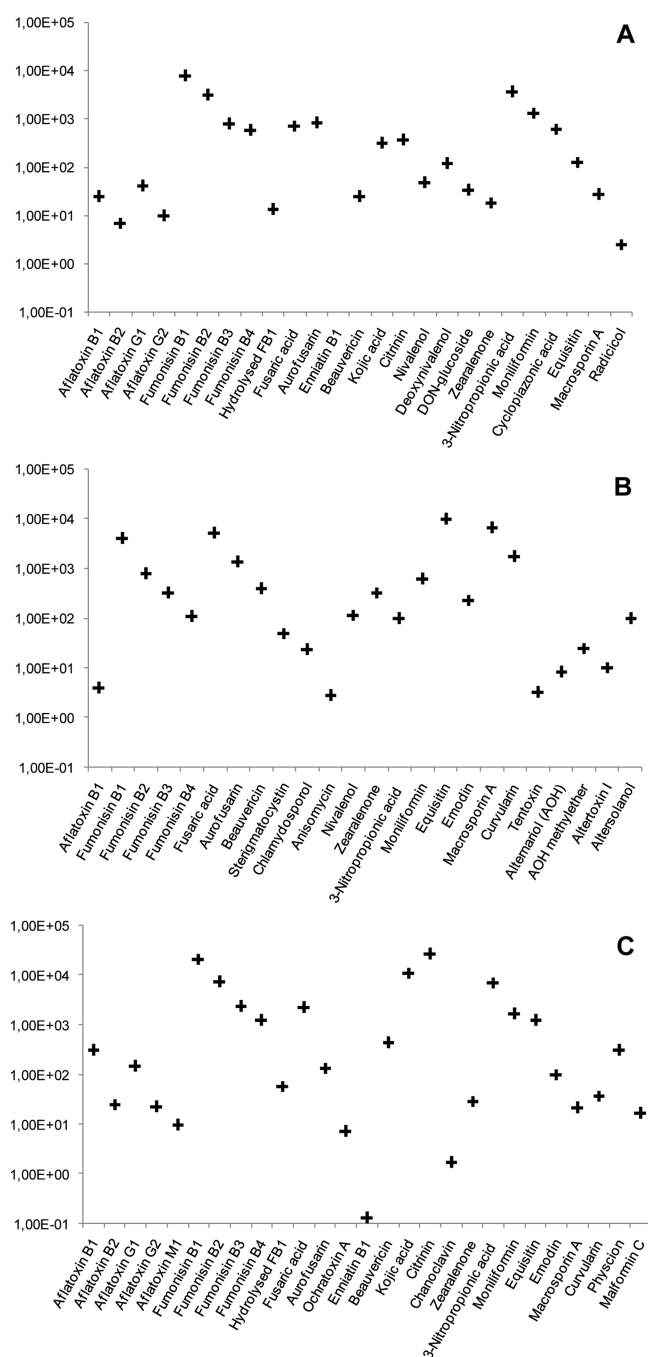 A
1,00E+05
1,00E+04
1,00E+03
1,00E+02
1,00E+01
1,00E+00
1,00E-01
Aflatoxin B1
Aflatoxin B2
Aflatoxin G1
Aflatoxin G2
Fumonisin B1
Fumonisin B2
Fumonisin B3
Fumonisin B4
Hydrolysed FB1
Fusaric acid
Aurofusarin
Enniatin B1
Beauvericin
Kojic acid
Citrinin
Nivalenol
Deoxynivalenol
DON-glucoside
Zearalenone
3-Nitropropionic acid
Moniliformin
Cyclopiazonic acid
Equisitin
Macrosporin A
Radicicol
B
1,00E+05
1,00E+04
1,00E+03
1,00E+02
1,00E+01
1,00E+00
1,00E-01
Aflatoxin B1
Fumonisin B1
Fumonisin B2
Fumonisin B3
Fumonisin B4
Fusaric acid
Aurofusarin
Beauvericin
Sterigmatocystin
Chlamydosporol
Anisomycin
Nivalenol
Zearalenone
3-Nitropropionic acid
Moniliformin
Equisitin
Emodin
Macrosporin A
Curvularin
Tentoxin
Alternariol (AOH)
AOH methylether
Altertoxin I
Altersolanol
C
1,00E+05
1,00E+04
1,00E+03
1,00E+02
1,00E+01
1,00E+00
1,00E-01
Aflatoxin B1
Aflatoxin B2
Aflatoxin G1
Aflatoxin G2
Aflatoxin M1
Fumonisin B1
Fumonisin B2
Fumonisin B3
Fumonisin B4
Hydrolysed FB1
Fusaric acid
Aurofusarin
Ochratoxin A
Enniatin B1
Beauvericin
Kojic acid
Citrinin
Chanoclavin
Zearalenone
3-Nitropropionic acid
Moniliformin
Equisitin
Emodin
Macrosporin A
Curvularin
Physcion
Malformin C